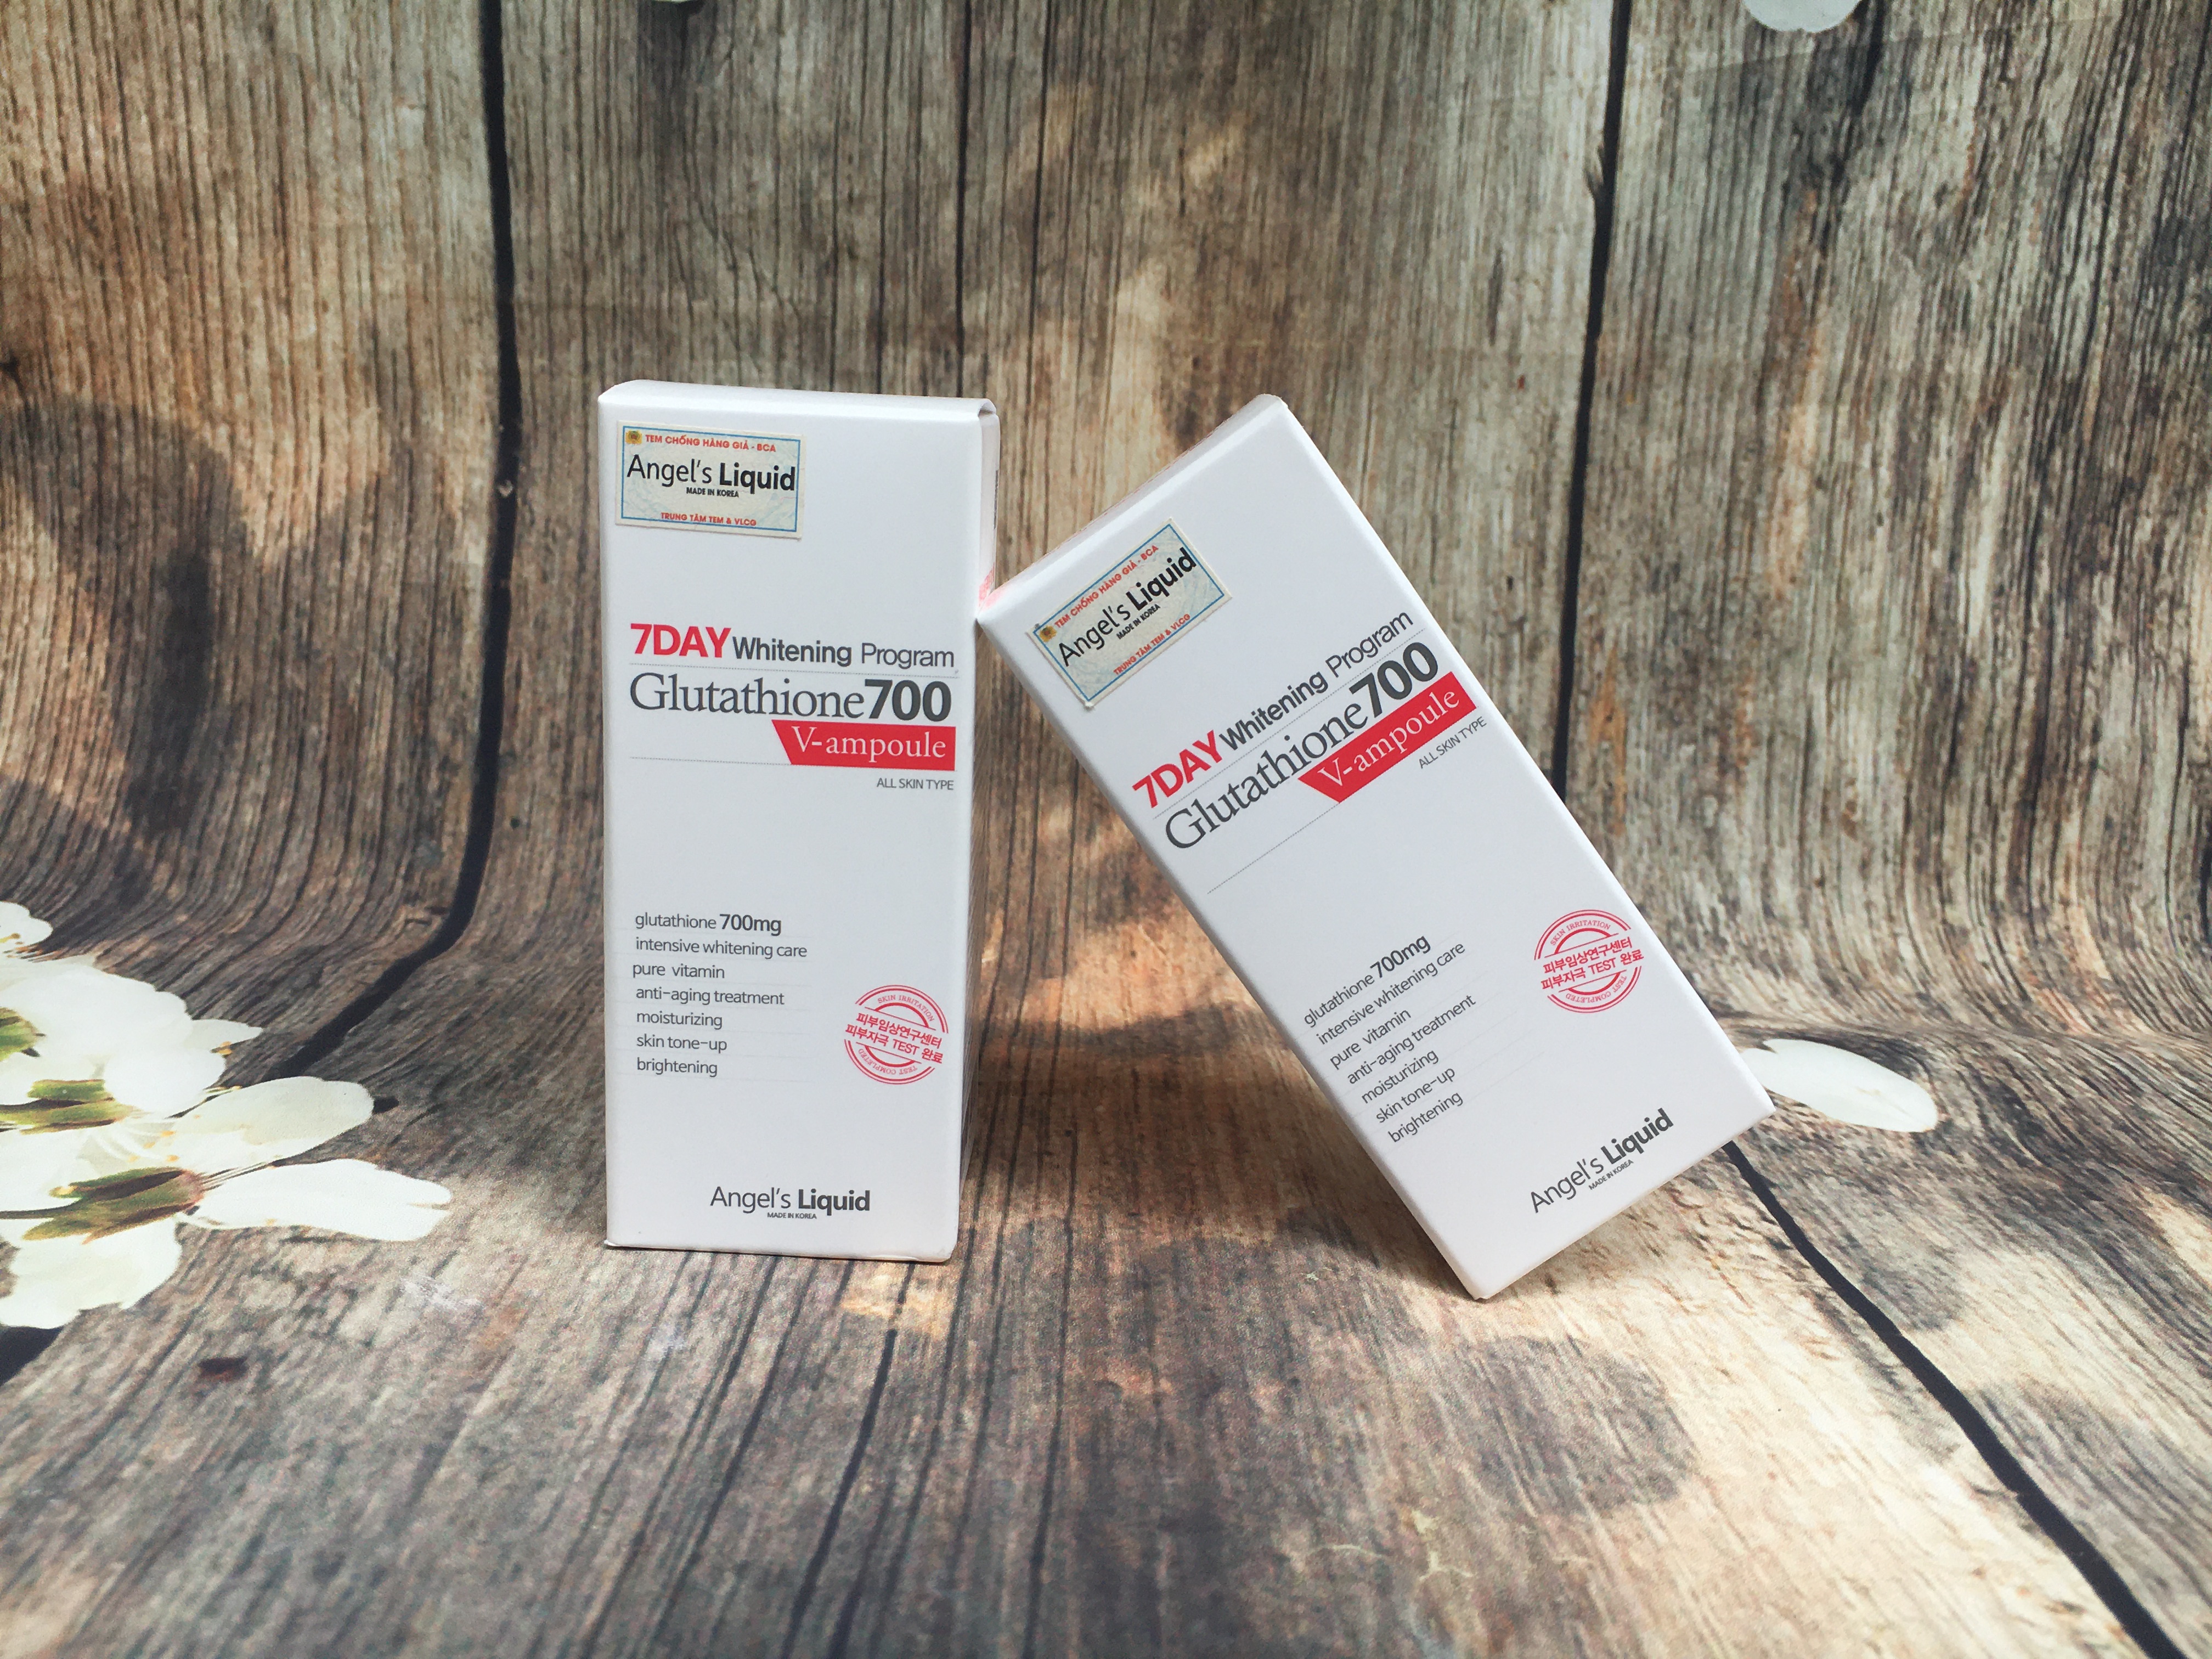 TEM CHỐNG HÀNG GIẢ - BCA
Angel's Liquid
MADE IN KOREA
TRUNG TÂM TEM & VLCG
7DAY Whitening Program
Glutathione700
V-ampoule
ALL SKIN TYPE
glutathione 700mg
intensive whitening care
pure vitamin
anti-aging treatment
moisturizing
skin tone-up
brightening
SKIN IRRITATION
피부임상연구센터
피부자극 TEST 완료
TEST COMPLETED
Angel's Liquid
MADE IN KOREA
TEM CHỐNG HÀNG GIẢ - BCA
Angel's Liquid
MADE IN KOREA
TRUNG TÂM TEM & VLCG
7DAY Whitening Program
Glutathione700
V-ampoule
ALL SKIN TYPE
glutathione 700mg
intensive whitening care
pure vitamin
anti-aging treatment
moisturizing
skin tone-up
brightening
SKIN IRRITATION
피부임상연구센터
피부자극 TEST 완료
TEST COMPLETED
Angel's Liquid
MADE IN KOREA